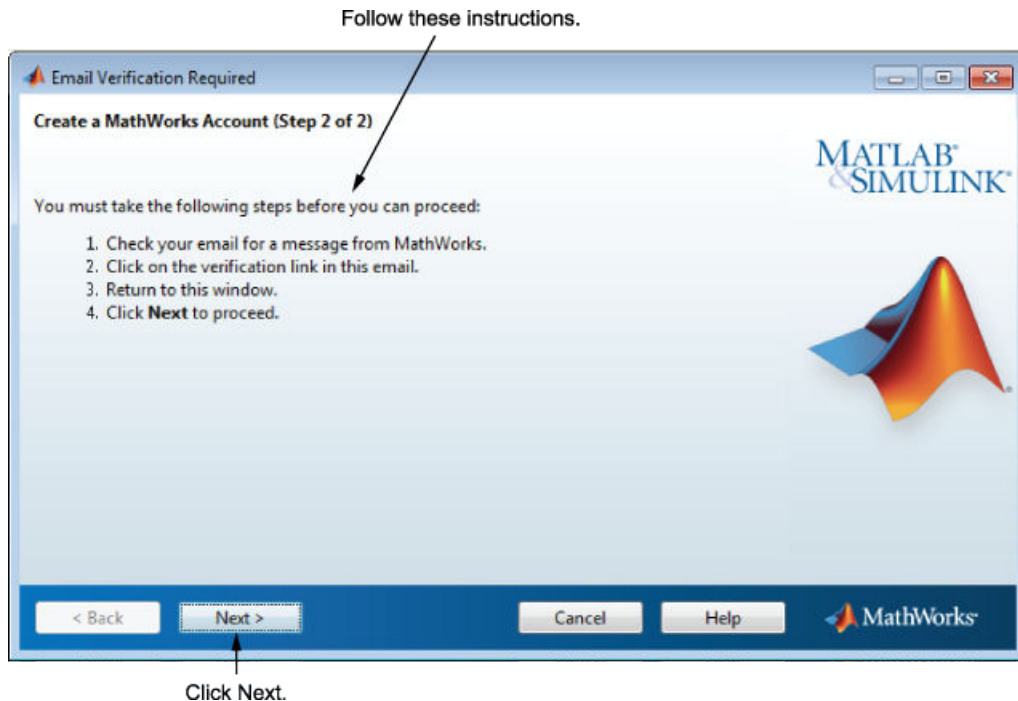 Follow these instructions.
Email Verification Required
Create a MathWorks Account (Step 2 of 2)
MATLAB®
&SIMULINK®
You must take the following steps before you can proceed:
1. Check your email for a message from MathWorks.
2. Click on the verification link in this email.
3. Return to this window.
4. Click Next to proceed.
®
< Back
Next >
Cancel
Help
MathWorks®
Click Next.